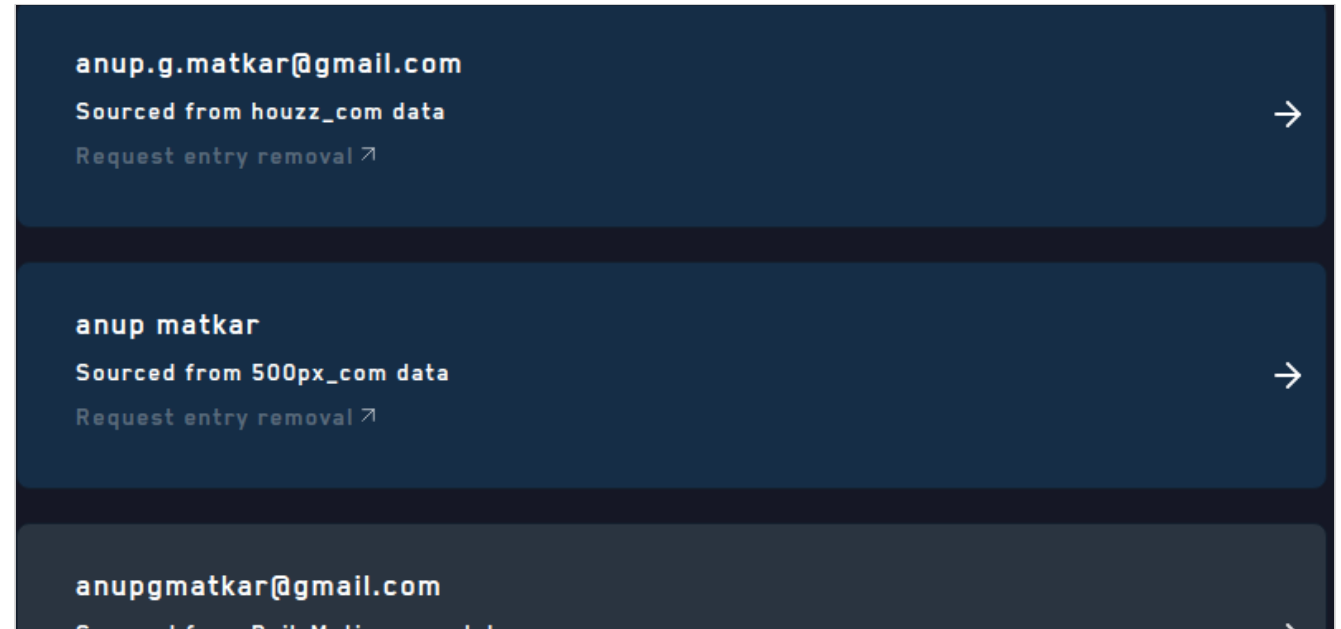 anup.g.matkar@gmail.com
Sourced from houzz_com data
Request entry removal
anup matkar
Sourced from 500px_com data
Request entry removal
anupgmatkar@gmail.com